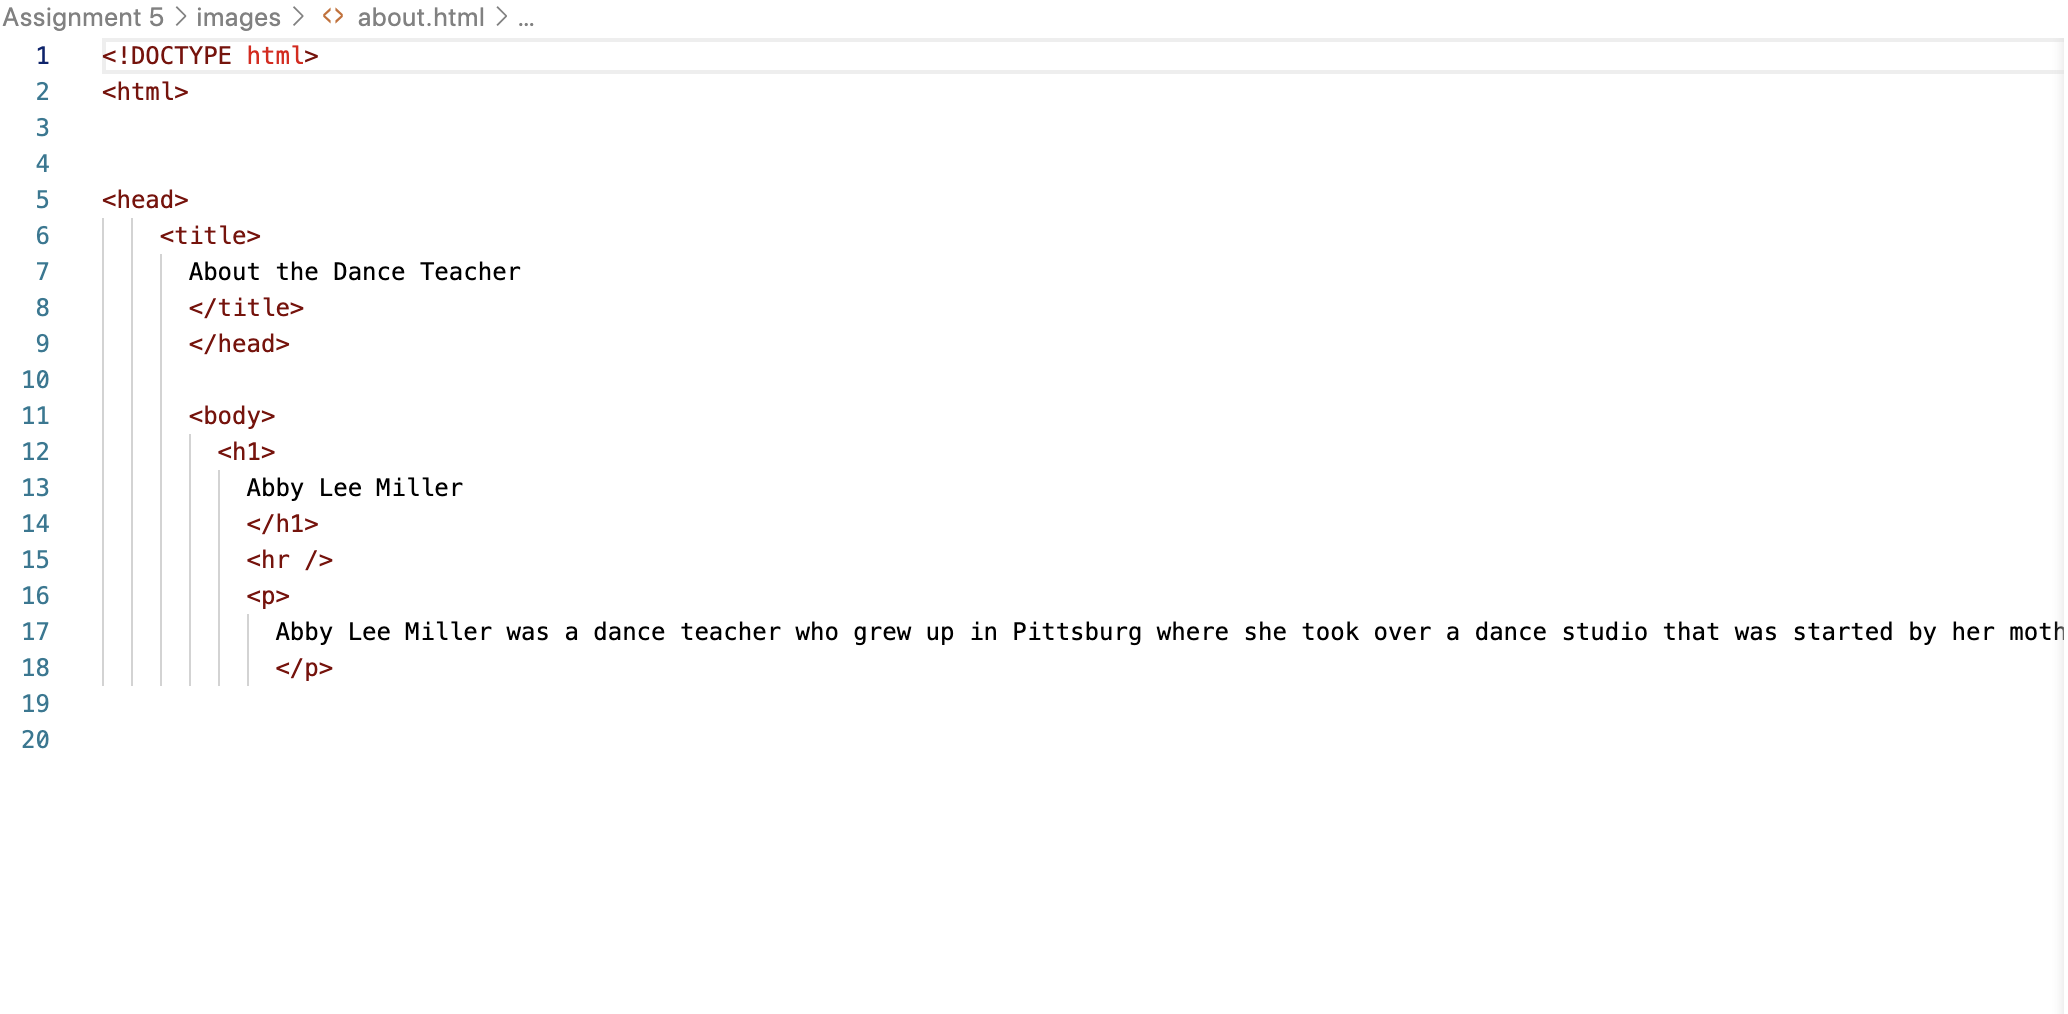 Assignment 5 > images > <> about.html > ...
1 <!DOCTYPE html>
2 <html>
3
4
5 <head>
6 <title>
7 About the Dance Teacher
8 </title>
9 </head>
10
11 <body>
12 <h1>
13 Abby Lee Miller
14 </h1>
15 <hr />
16 <p>
17 Abby Lee Miller was a dance teacher who grew up in Pittsburg where she took over a dance studio that was started by her moth
18 </p>
19
20